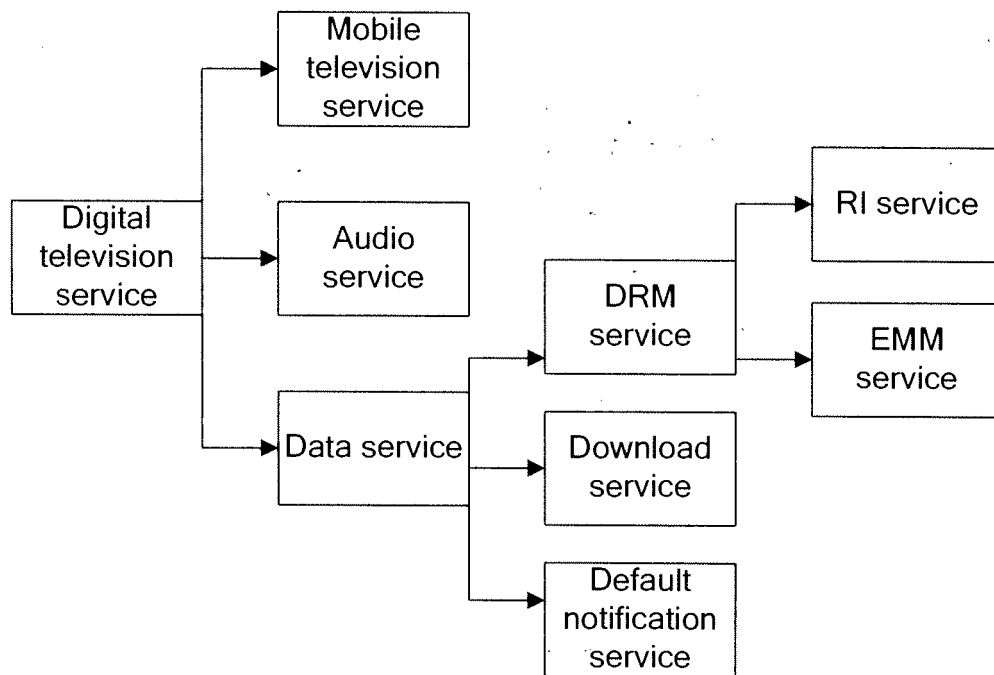 Mobile
television
service
Digital
television
service
Audio
service
Data service
DRM
service
Download
service
Default
notification
service
RI service
EMM
service